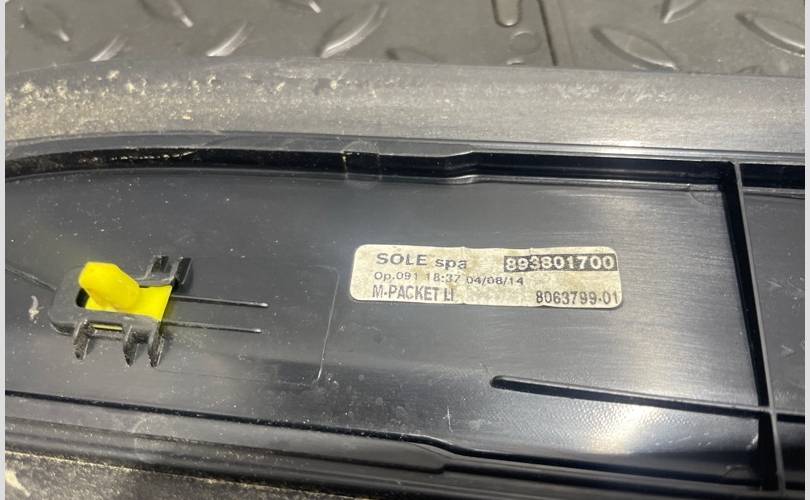 SOLE spa 893801700
Op.091 18:37 04/08/14
M-PACKET LI 8063799-01